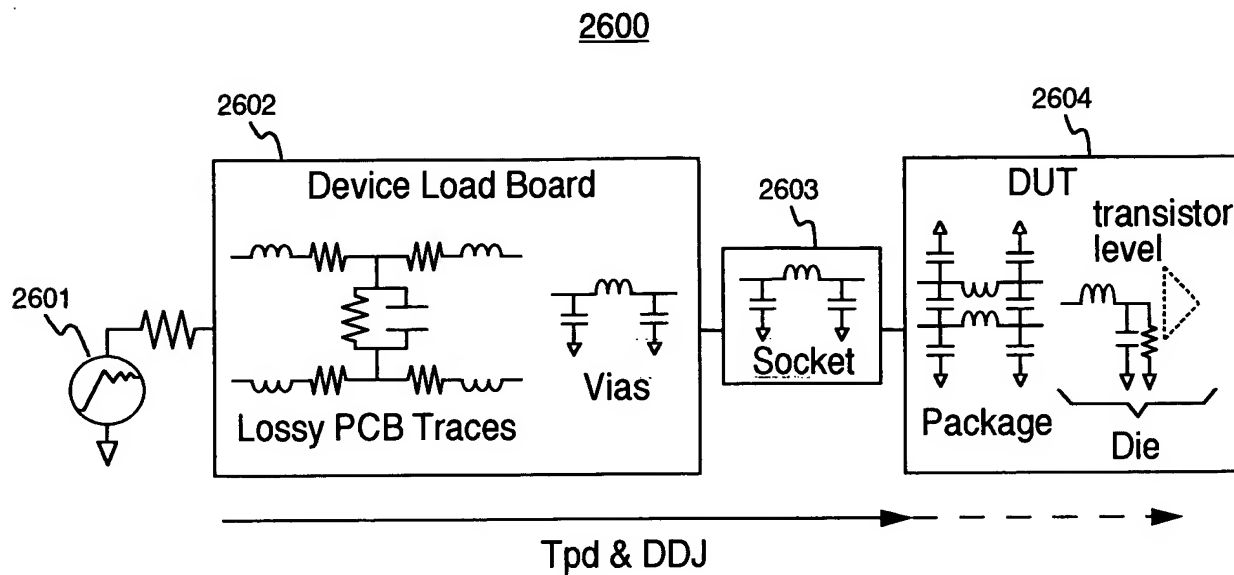 2600
2602
2604
Device Load Board
DUT
2603
transistor
level
2601
Socket
Vias
Lossy PCB Traces
Package
Die
Tpd & DDJ